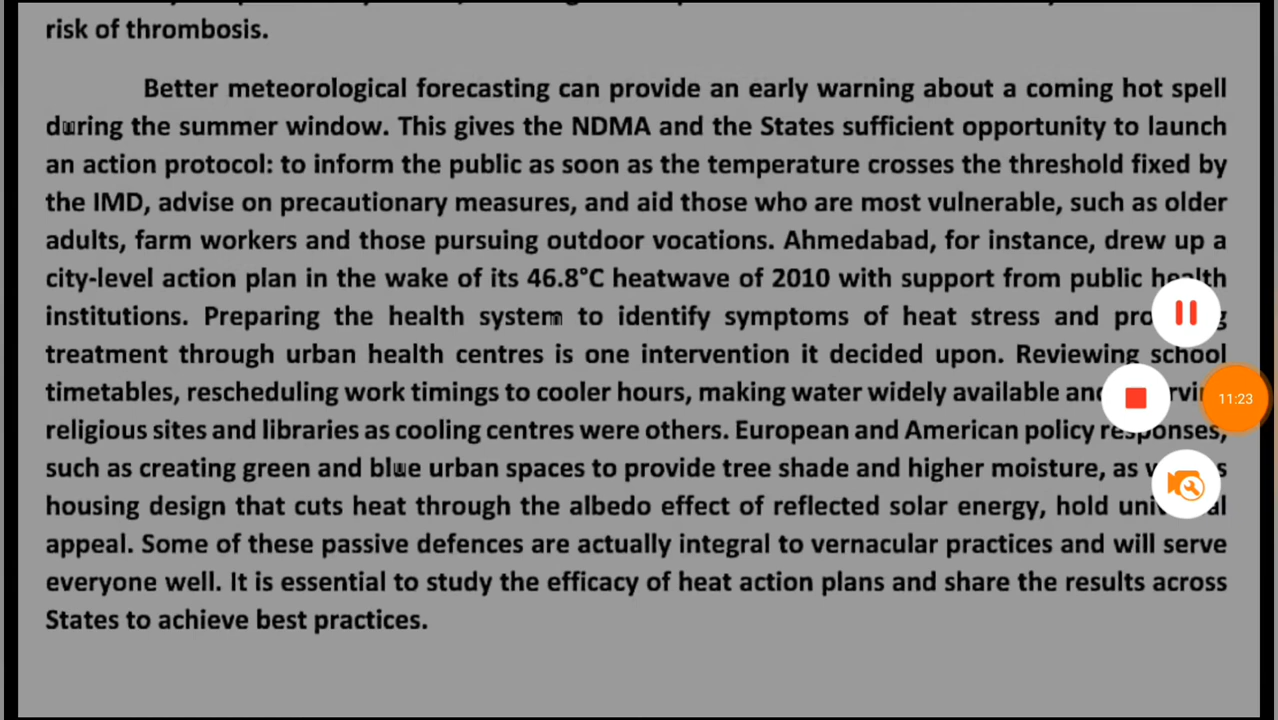 risk of thrombosis.
Better meteorological forecasting can provide an early warning about a coming hot spell
during the summer window. This gives the NDMA and the States sufficient opportunity to launch
an action protocol: to inform the public as soon as the temperature crosses the threshold fixed by
the IMD, advise on precautionary measures, and aid those who are most vulnerable, such as older
adults, farm workers and those pursuing outdoor vocations. Ahmedabad, for instance, drew up a
city-level action plan in the wake of its 46.8°C heatwave of 2010 with support from public health
institutions. Preparing the health system to identify symptoms of heat stress and
treatment through urban health centres is one intervention it decided upon. Reviewing school
timetables, rescheduling work timings to cooler hours, making water widely available
11:23
religious sites and libraries as cooling centres were others. European and American policy responses,
such as creating green and blue urban spaces to provide tree shade and higher moisture, as
housing design that cuts heat through the albedo effect of reflected solar energy, hold
appeal. Some of these passive defences are actually integral to vernacular practices and will serve
everyone well. It is essential to study the efficacy of heat action plans and share the results across
States to achieve best practices.